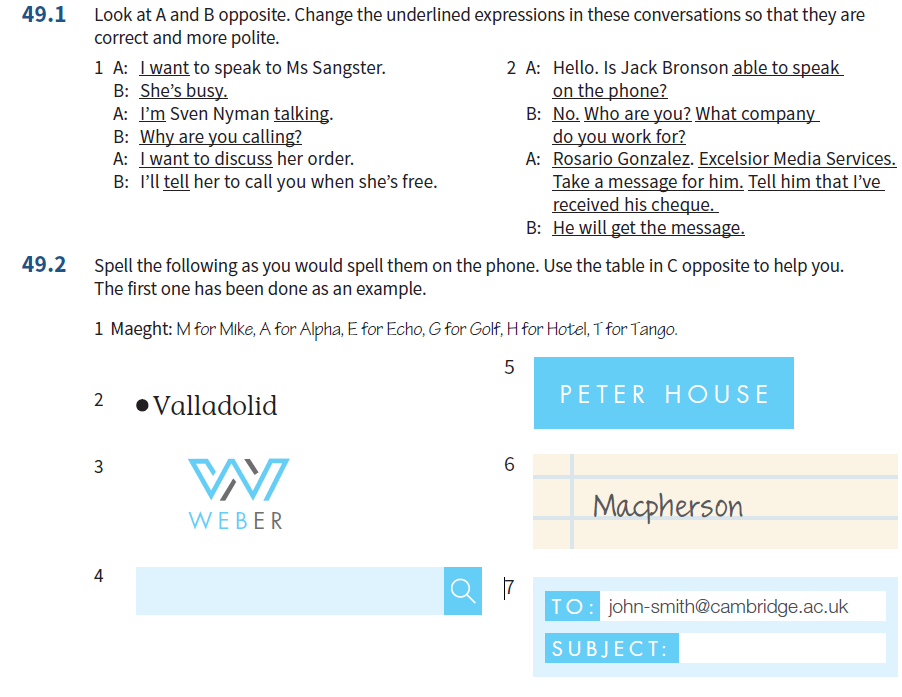 49.1 Look at A and B opposite. Change the underlined expressions in these conversations so that they are
correct and more polite.
1 A: I want to speak to Ms Sangster.
B: She's busy.
A: I'm Sven Nyman talking.
B: Why are you calling?
A: I want to discuss her order.
B: I'll tell her to call you when she's free.
2 A: Hello. Is Jack Bronson able to speak
on the phone?
B: No. Who are you? What company
do you work for?
A: Rosario Gonzalez. Excelsior Media Services.
Take a message for him. Tell him that I've
received his cheque.
B: He will get the message.
49.2 Spell the following as you would spell them on the phone. Use the table in C opposite to help you.
The first one has been done as an example.
1 Maeght: M for Mike, A for Alpha, E for Echo, G for Golf, H for Hotel, T for Tango.
2 Valladolid
3 W
WEBER
4
5 PETER HOUSE
6 Macpherson
7 TO: john-smith@cambridge.ac.uk
SUBJECT: